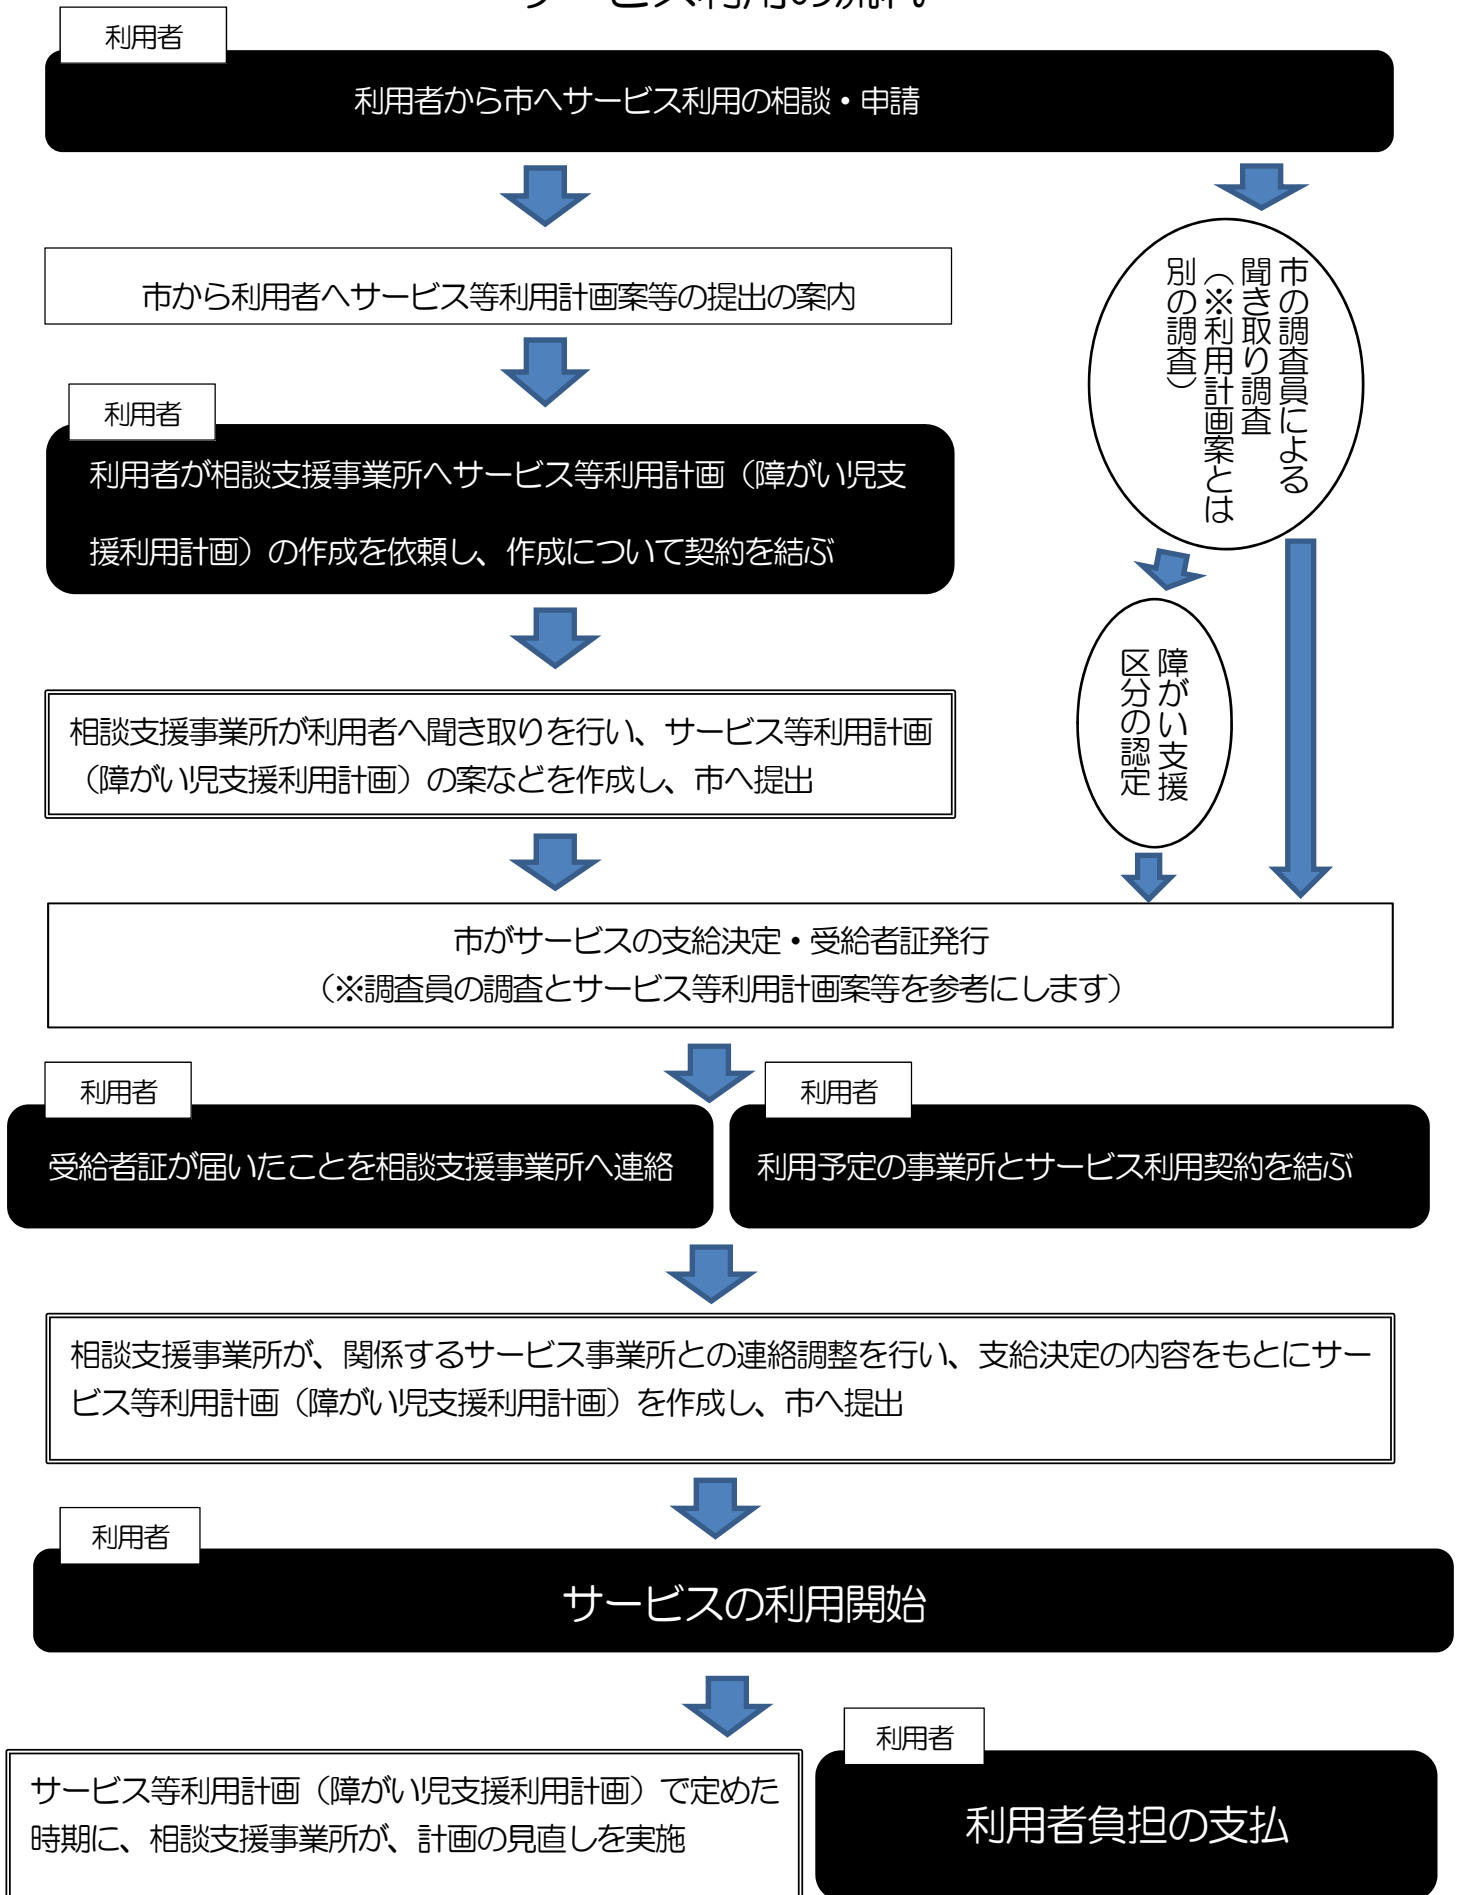 サービス利用の流れ
利用者
利用者から市へサービス利用の相談・申請
市から利用者へサービス等利用計画案等の提出の案内
市の調査員による
聞き取り調査
（※利用計画案とは
別の調査）
利用者
利用者が相談支援事業所へサービス等利用計画（障がい児支
援利用計画）の作成を依頼し、作成について契約を結ぶ
障がい支援
区分の認定
相談支援事業所が利用者へ聞き取りを行い、サービス等利用計画
（障がい児支援利用計画）の案などを作成し、市へ提出
市がサービスの支給決定・受給者証発行
（※調査員の調査とサービス等利用計画案等を参考にします）
利用者
受給者証が届いたことを相談支援事業所へ連絡
利用者
利用予定の事業所とサービス利用契約を結ぶ
相談支援事業所が、関係するサービス事業所との連絡調整を行い、支給決定の内容をもとにサー
ビス等利用計画（障がい児支援利用計画）を作成し、市へ提出
利用者
サービスの利用開始
サービス等利用計画（障がい児支援利用計画）で定めた
時期に、相談支援事業所が、計画の見直しを実施
利用者
利用者負担の支払